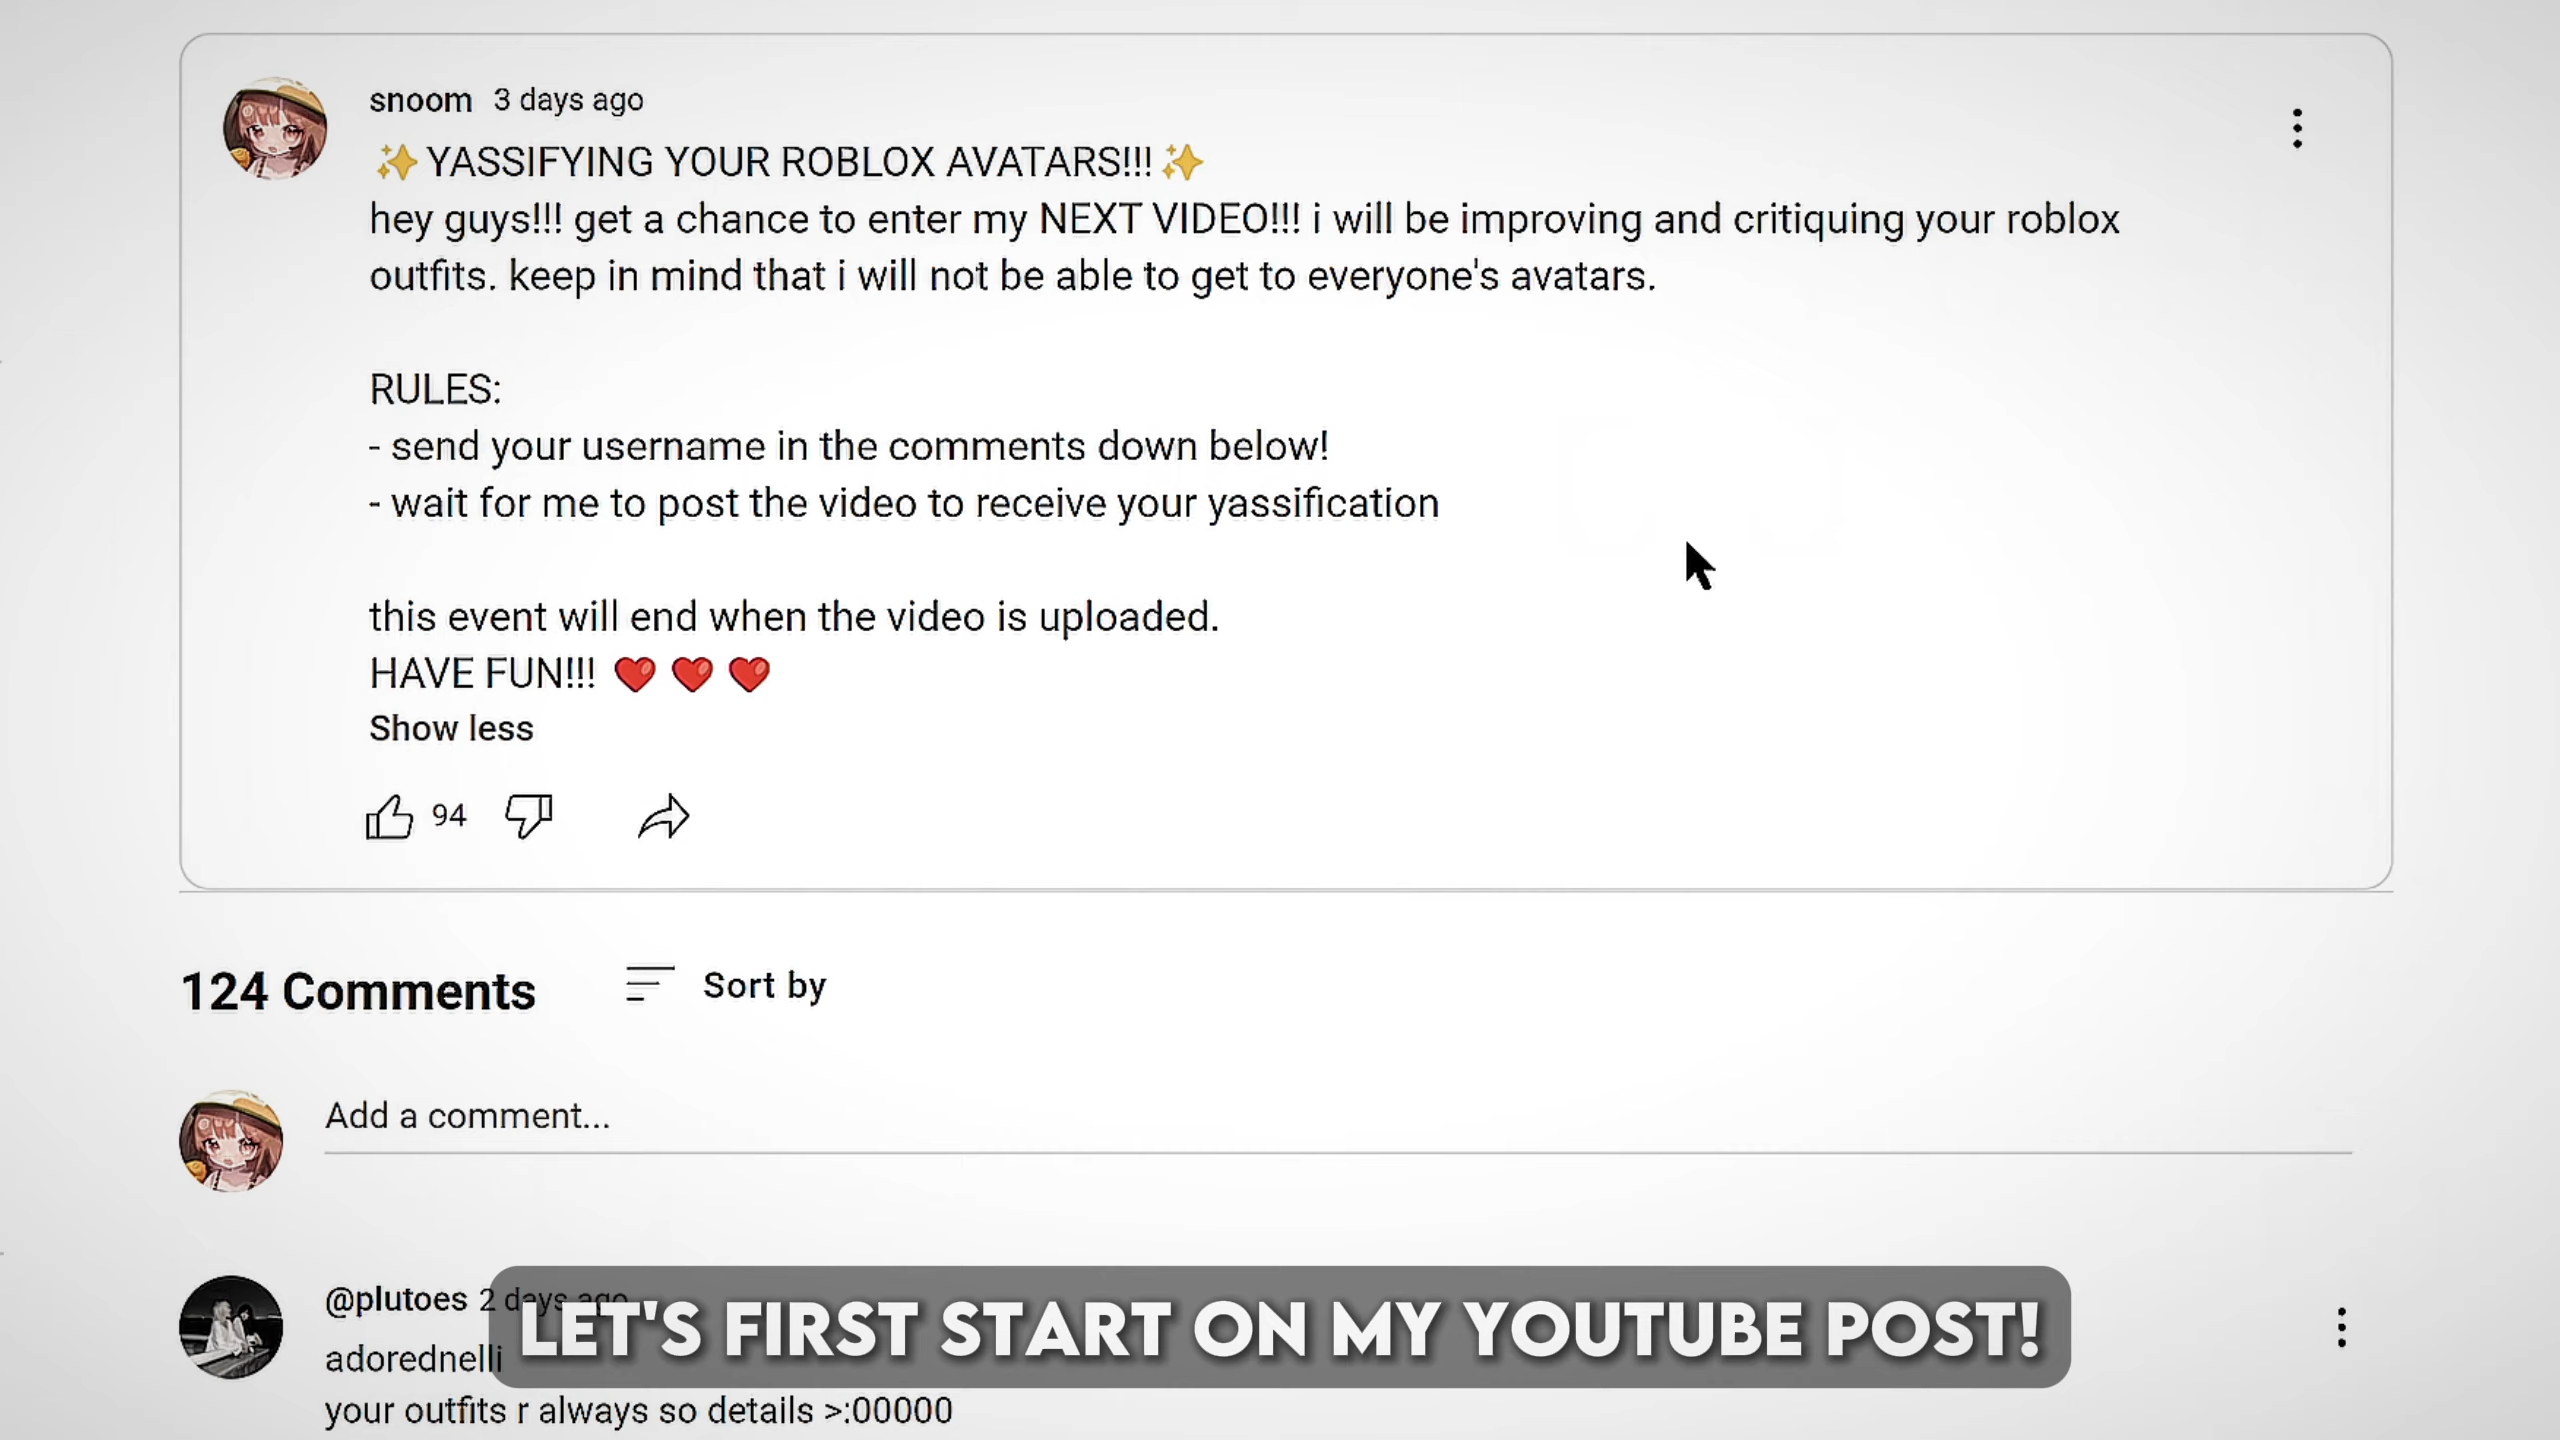 snoom 3 days ago
✨YASSIFYING YOUR ROBLOX AVATARS!!!✨
hey guys!!! get a chance to enter my NEXT VIDEO!!! i will be improving and critiquing your roblox
outfits. keep in mind that i will not be able to get to everyone's avatars.
RULES:
- send your username in the comments down below!
- wait for me to post the video to receive your yassification
this event will end when the video is uploaded.
HAVE FUN!!! ❤️ ❤️ ❤️
Show less
94
124 Comments Sort by
Add a comment...
@plutoes 2 days ago
LET'S FIRST START ON MY YOUTUBE POST!
adorednelli
your outfits r always so details >:00000